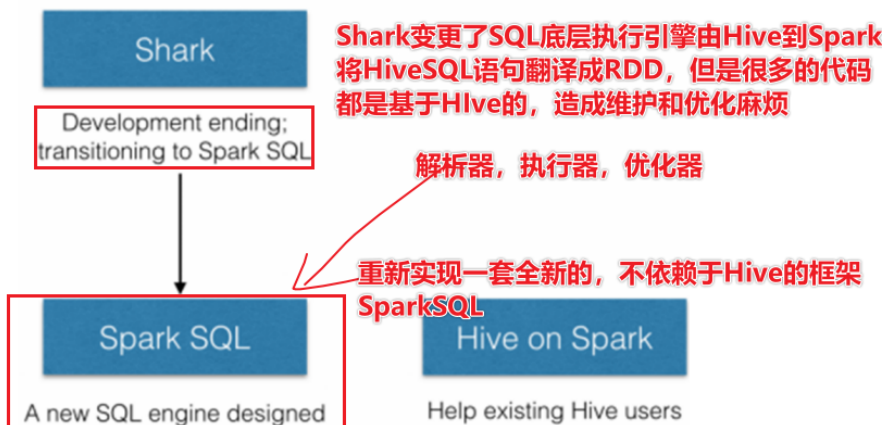 Shark
Shark变更了SQL底层执行引擎由Hive到Spark
将HiveSQL语句翻译成RDD，但是很多的代码
都是基于HIve的，造成维护和优化麻烦
Development ending;
transitioning to Spark SQL
解析器，执行器，优化器
重新实现一套全新的，不依赖于Hive的框架
SparkSQL
Spark SQL
Hive on Spark
A new SQL engine designed
Help existing Hive users